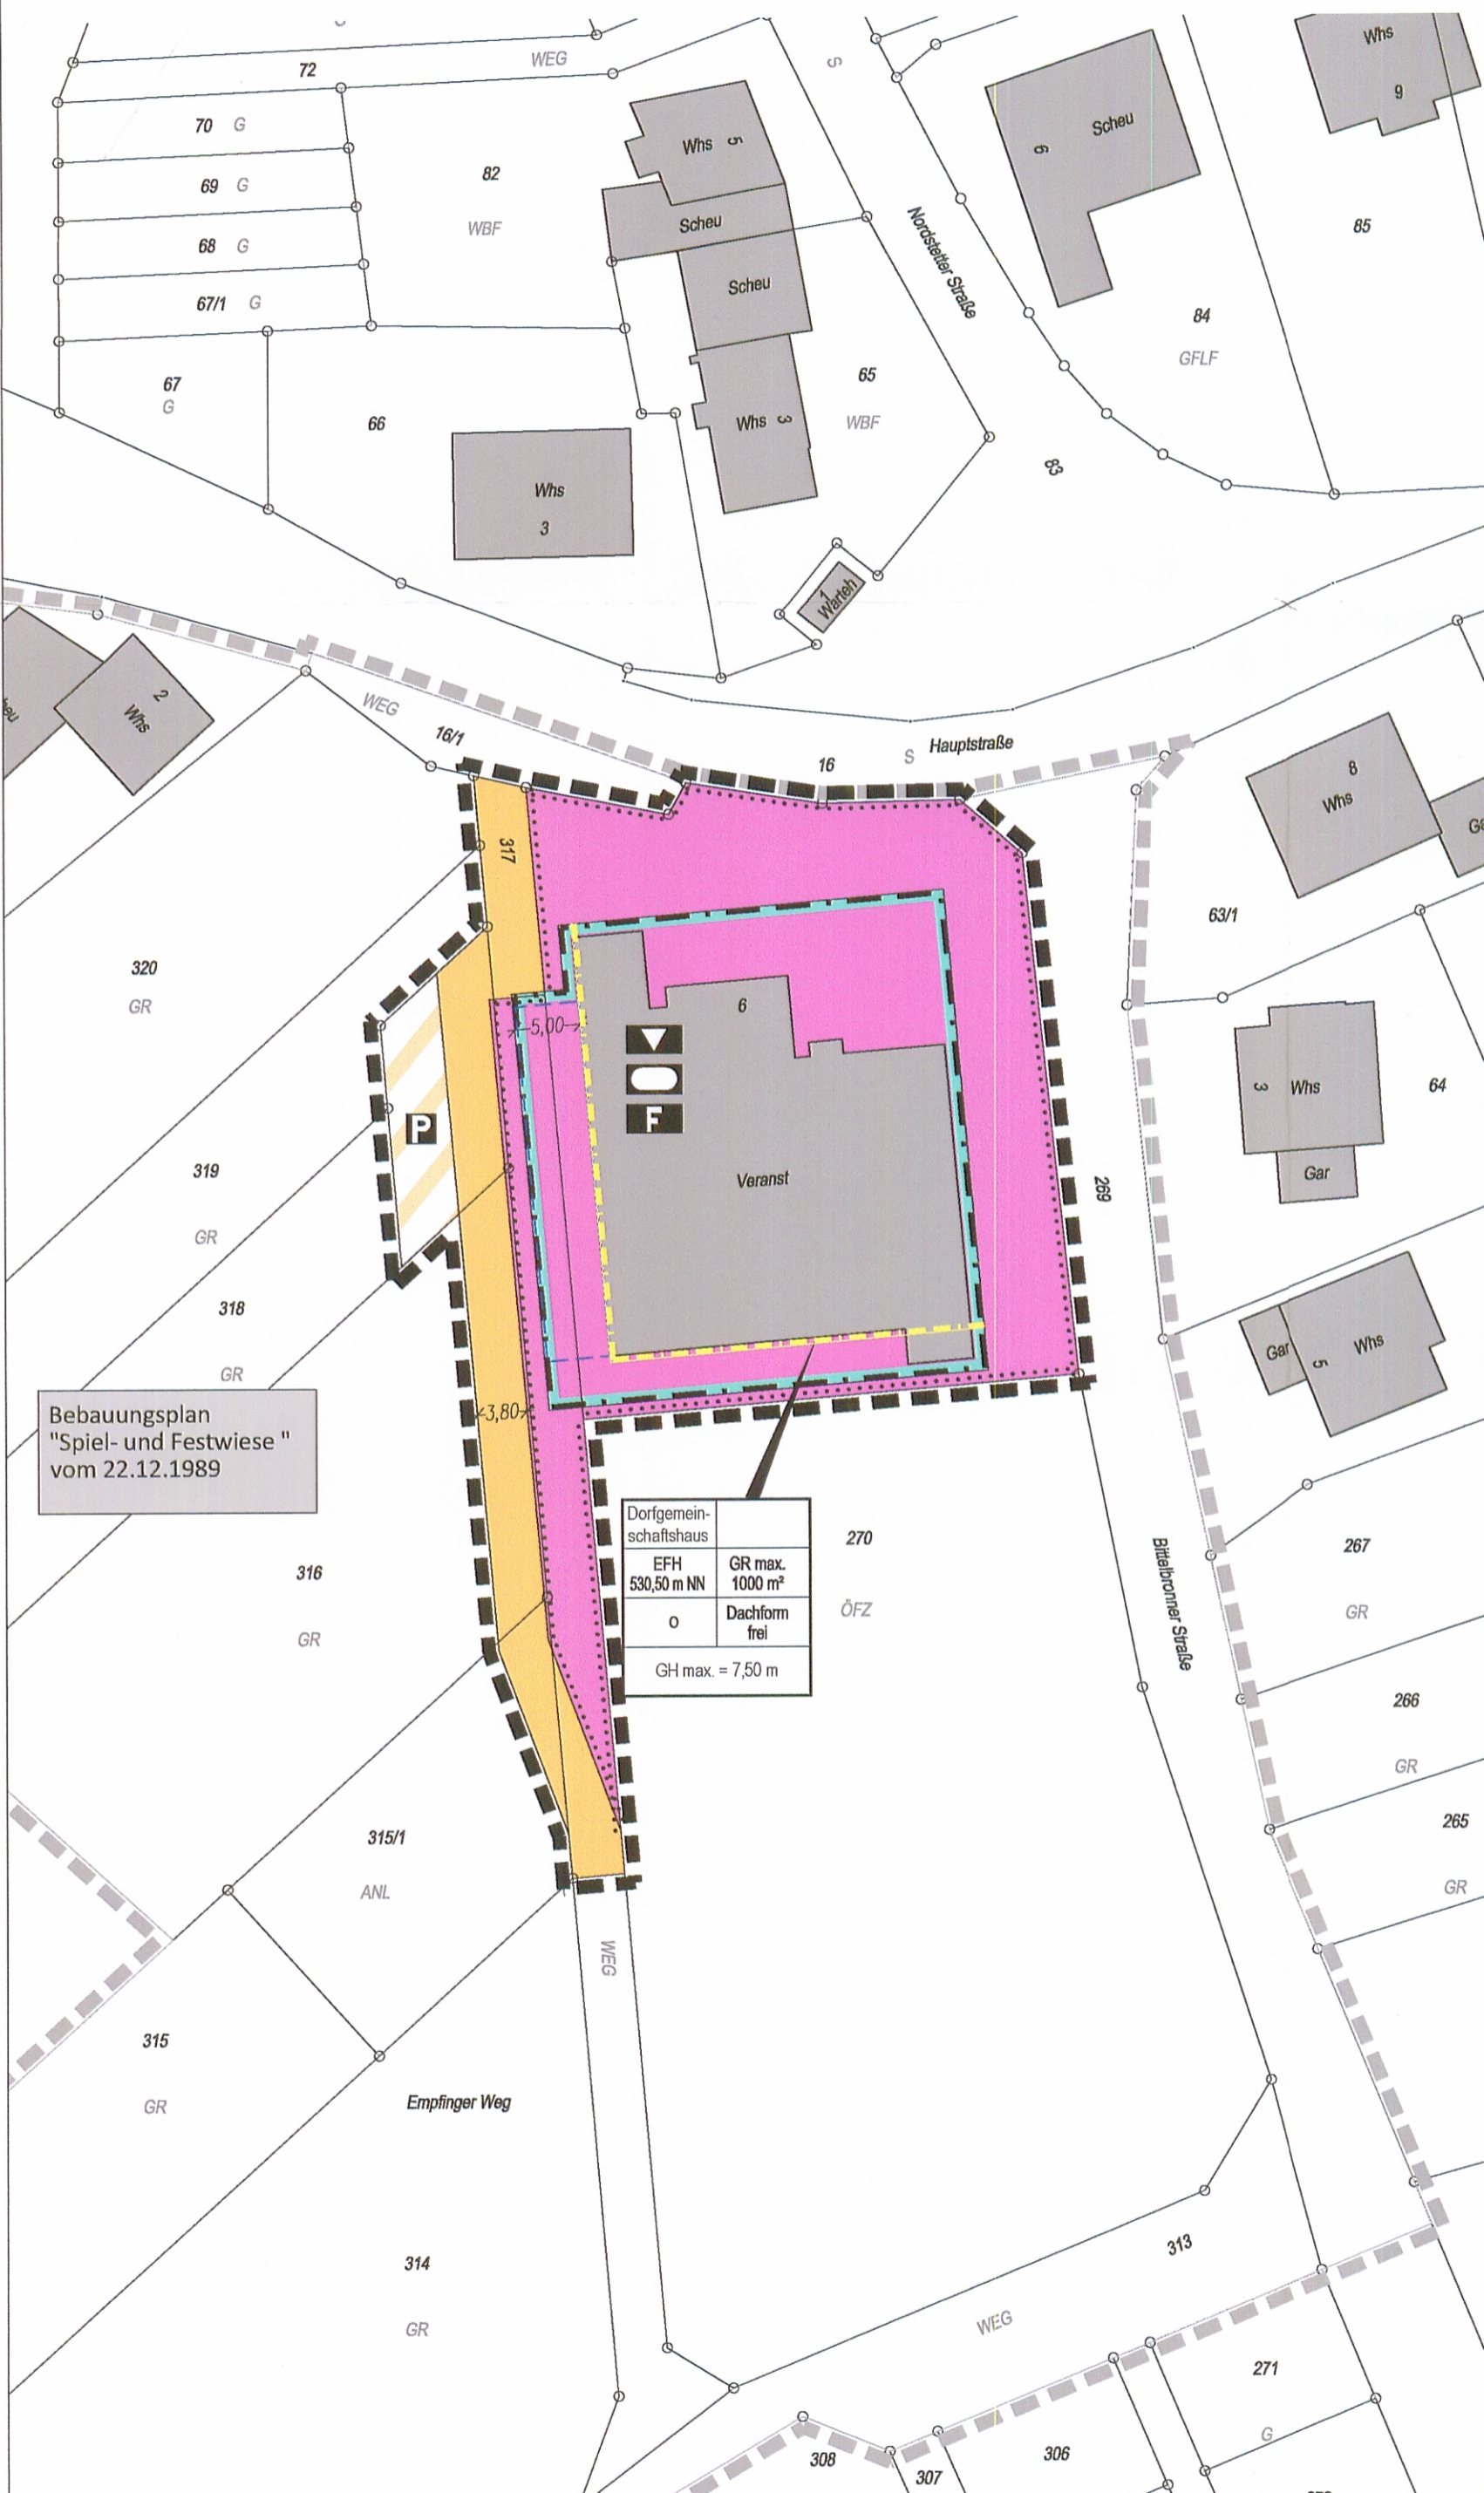 WEG
72
S
70 G
69 G
68 G
67/1 G
82
WBF
Whs 5
Scheu
Scheu
Whs 3
Nordstetter Straße
6 Scheu
Whs
9
85
84
GFLF
67
G
66
65
WBF
Whs
3
83
1
Warteh
2
Whs
WEG
16/1
16
S
Hauptstraße
8
Whs
317
63/1
320
GR
6
5,00
3
Whs
64
Gar
P
F
319
GR
Veranst
269
318
GR
Gar
5
Whs
Bebauungsplan
"Spiel- und Festwiese "
vom 22.12.1989
3,80
Dorfgemein-
schaftshaus
EFH
530,50 m NN
GR max.
1000 m²
O
Dachform
frei
GH max. = 7,50 m
270
ÖFZ
Bittelbronner Straße
267
GR
316
GR
266
GR
265
GR
315/1
ANL
WEG
315
GR
Empfinger Weg
314
GR
313
WEG
271
G
308
307
306